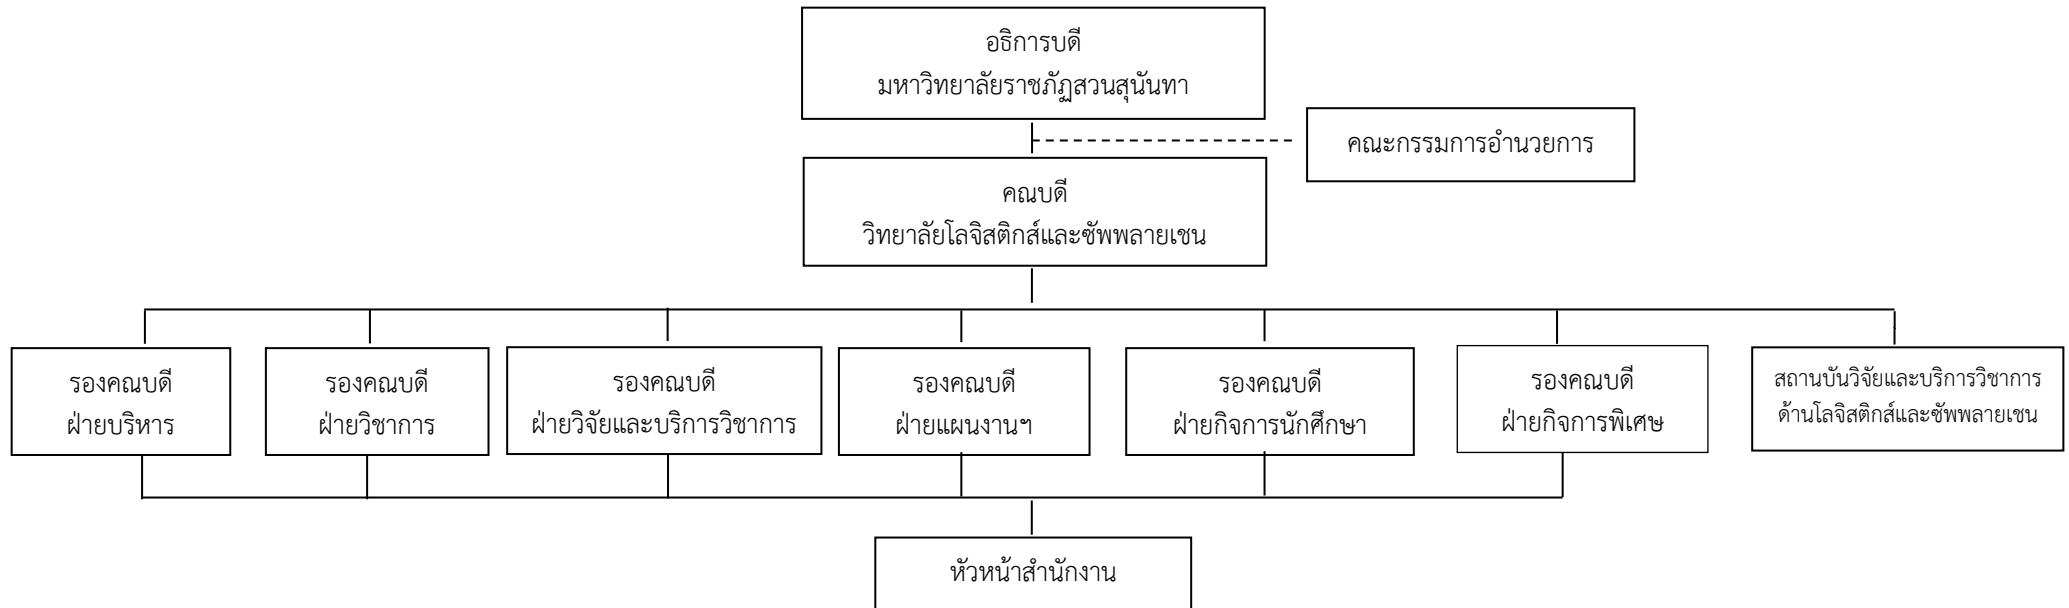 อธิการบดี
มหาวิทยาลัยราชภัฏสวนสุนันทา
คณะกรรมการอำนวยการ
คณบดี
วิทยาลัยโลจิสติกส์และซัพพลายเชน
รองคณบดี
ฝ่ายบริหาร
รองคณบดี
ฝ่ายวิชาการ
รองคณบดี
ฝ่ายวิจัยและบริการวิชาการ
รองคณบดี
ฝ่ายแผนงานฯ
รองคณบดี
ฝ่ายกิจการนักศึกษา
รองคณบดี
ฝ่ายกิจการพิเศษ
สถานบันวิจัยและบริการวิชาการ
ด้านโลจิสติกส์และซัพพลายเชน
หัวหน้าสำนักงาน